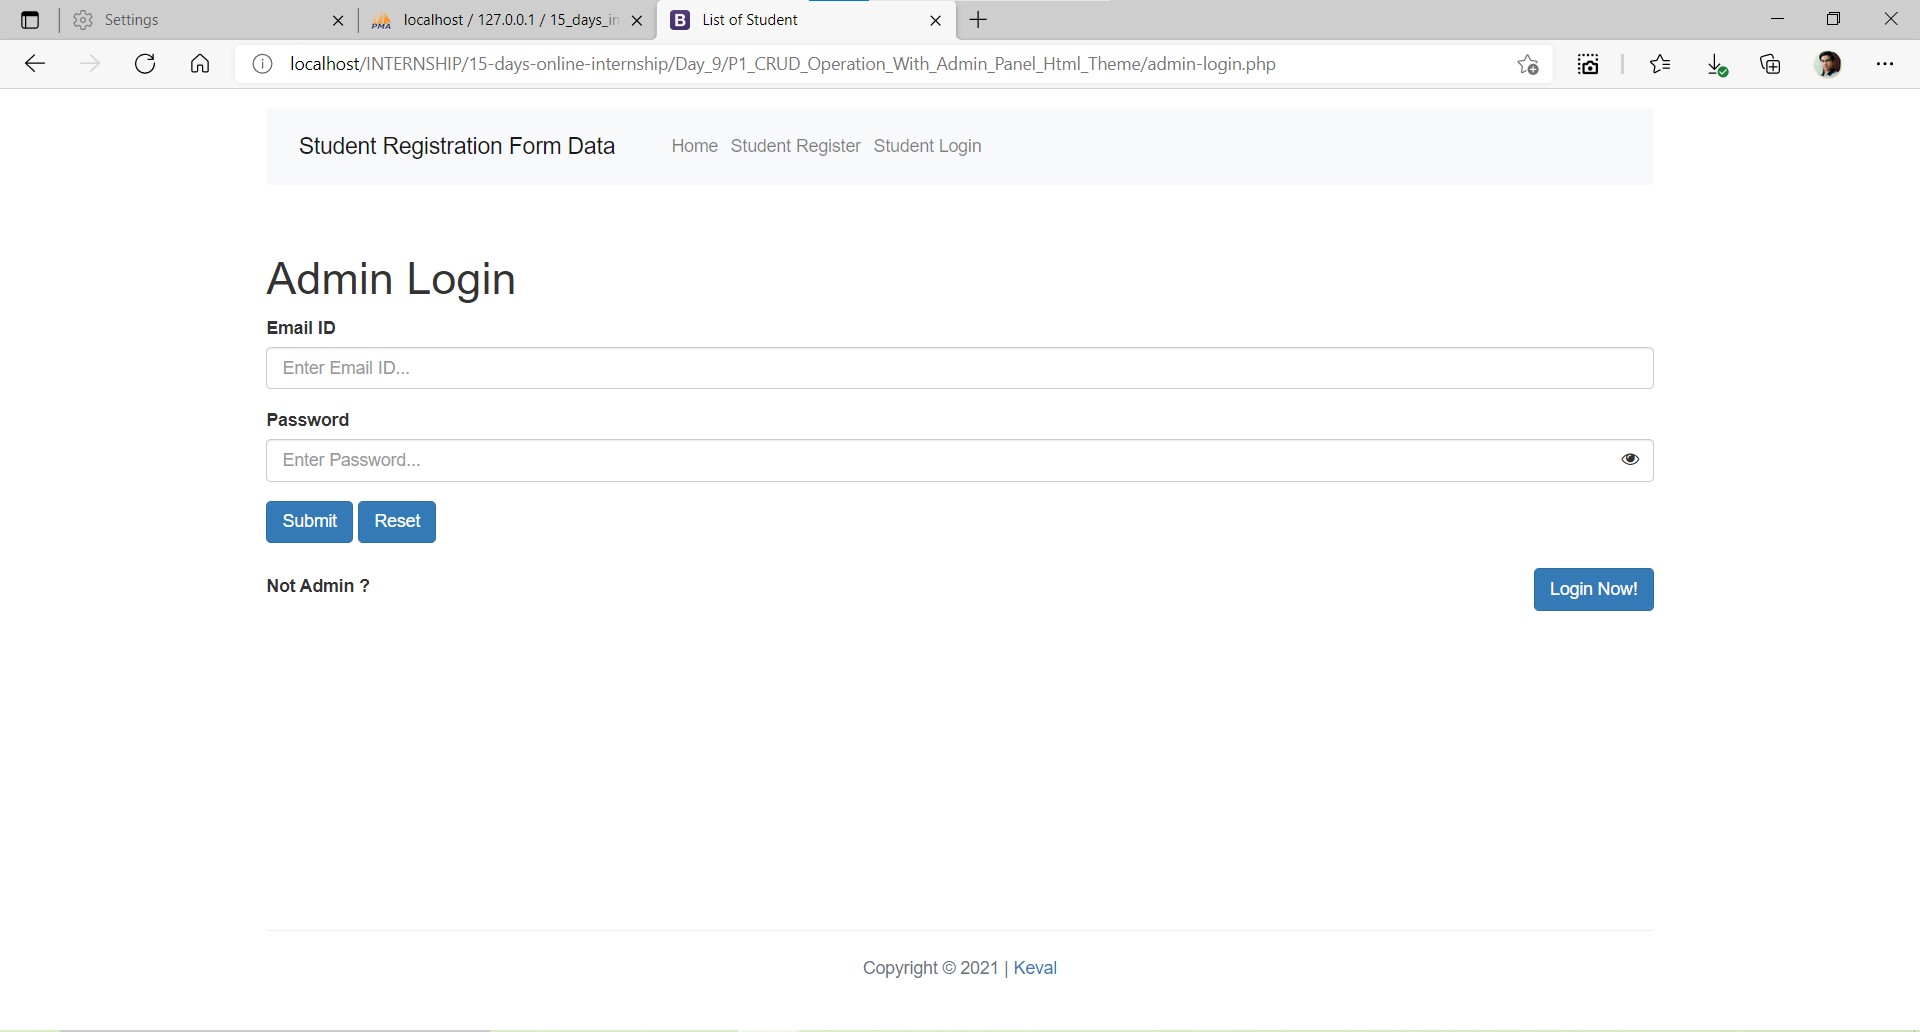 Settings
localhost / 127.0.0.1 / 15_days_in
List of Student
localhost/INTERNSHIP/15-days-online-internship/Day_9/P1_CRUD_Operation_With_Admin_Panel_Html_Theme/admin-login.php
Student Registration Form Data Home Student Register Student Login
Admin Login
Email ID
Enter Email ID...
Password
Enter Password...
Submit Reset
Not Admin ? Login Now!
Copyright © 2021 | Keval